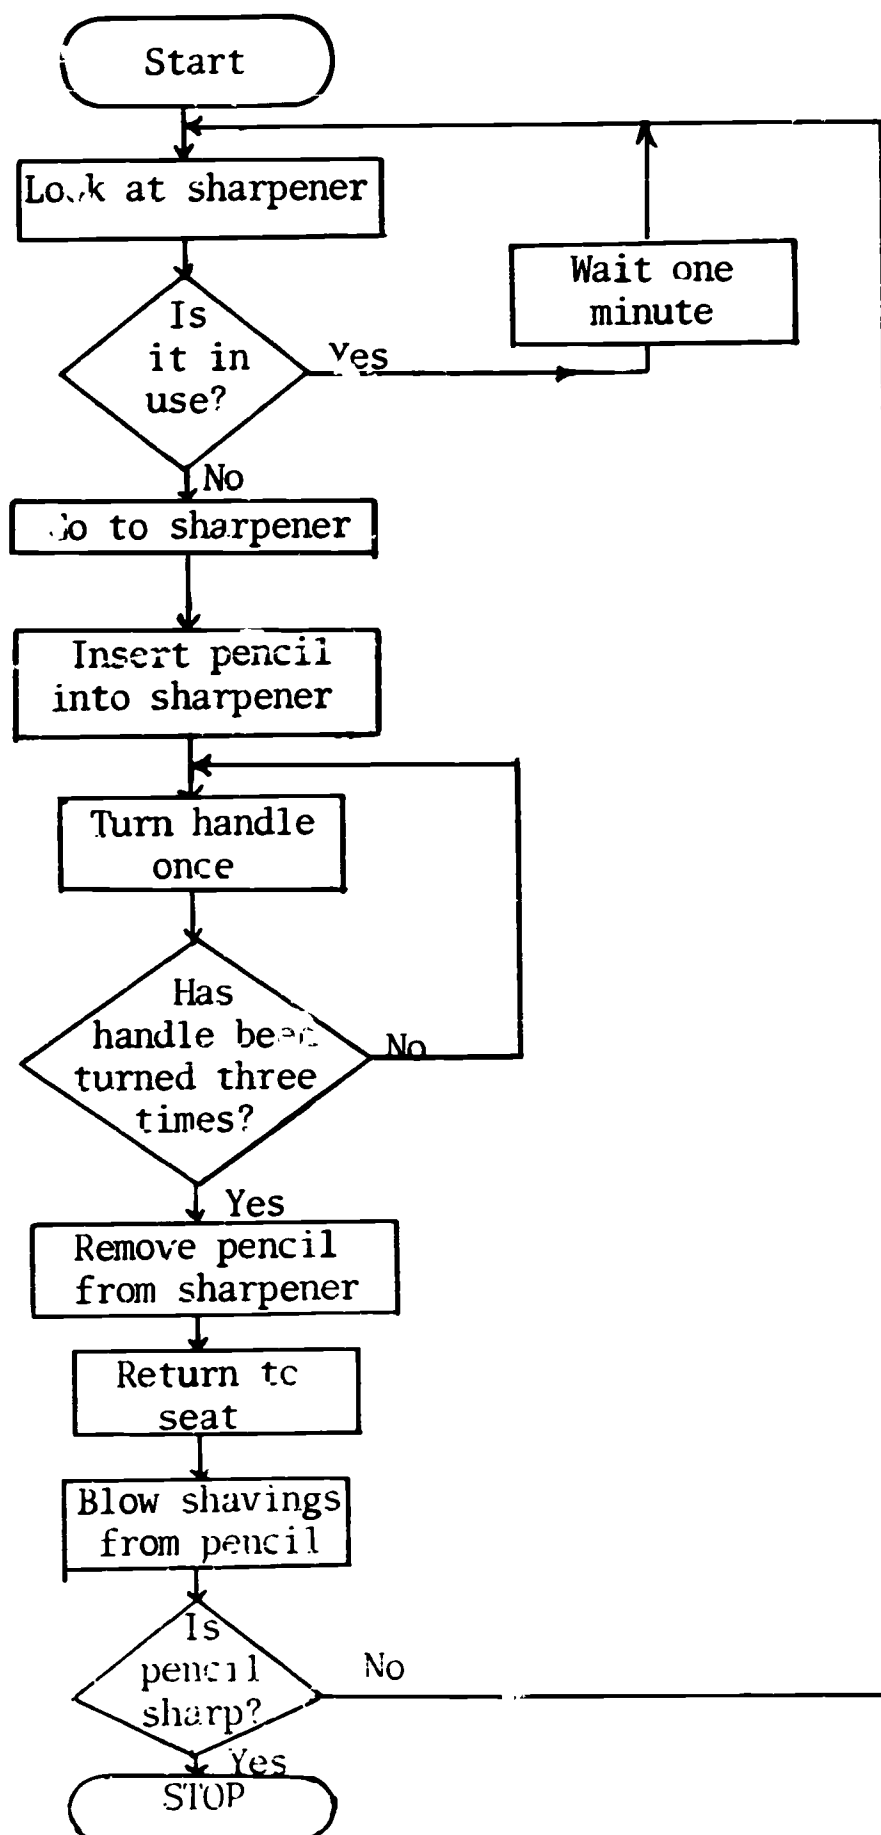 Start
Look at sharpener
Wait one
minute
Is
it in
use?
yes
No
Go to sharpener
Insert pencil
into sharpener
Turn handle
once
Has
handle been
turned three
times?
No
Yes
Remove pencil
from sharpener
Return to
seat
Blow shavings
from pencil
Is
pencil
sharp?
No
Yes
STOP